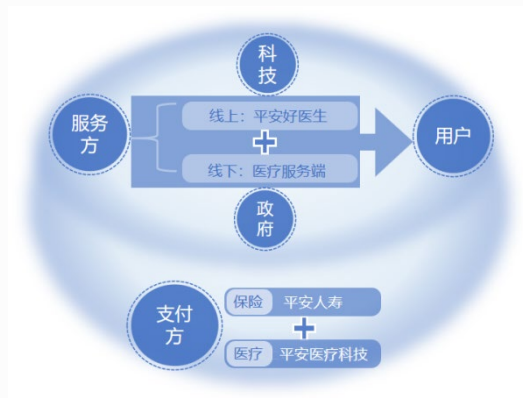 科
技
服务
方
线上：平安好医生
线下：医疗服务端
用户
政
府
支付
方
保险 平安人寿
医疗 平安医疗科技